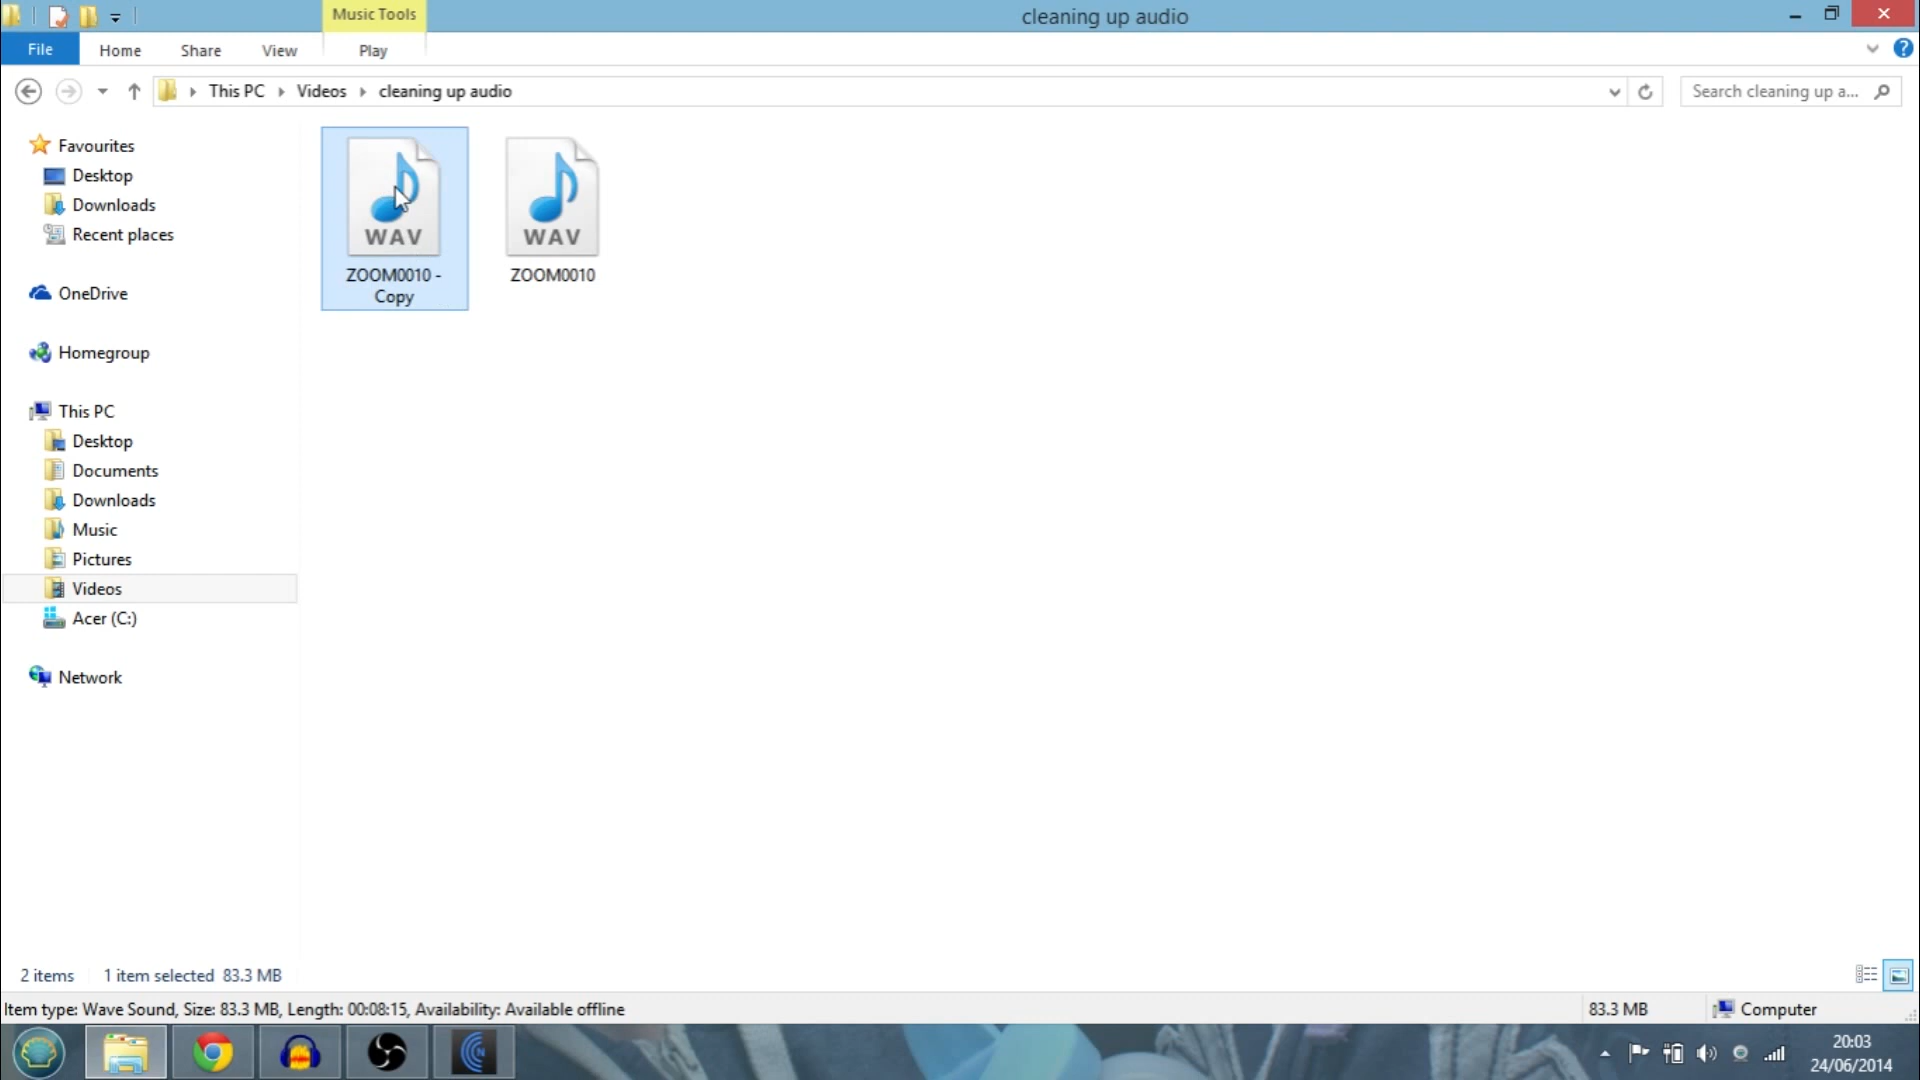 Music Tools
cleaning up audio
File
Home
Share
View
Play
This PC
Videos
cleaning up audio
Search cleaning up a...
Favourites
Desktop
Downloads
Recent places
OneDrive
Homegroup
This PC
Desktop
Documents
Downloads
Music
Pictures
Videos
Acer (C:)
Network
WAV
ZOOM0010 -
Copy
WAV
ZOOM0010
2 items
1 item selected 83.3 MB
Item type: Wave Sound, Size: 83.3 MB, Length: 00:08:15, Availability: Available offline
83.3 MB
Computer
20:03
24/06/2014